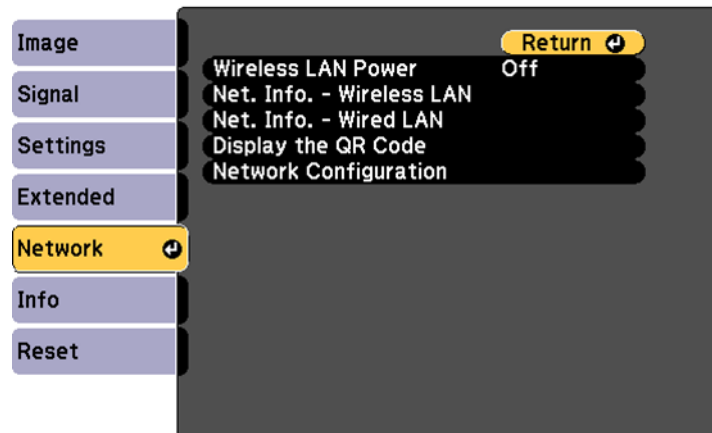 Image
Signal
Settings
Extended
Network
Info
Reset
Return
Wireless LAN Power Off
Net. Info. - Wireless LAN
Net. Info. - Wired LAN
Display the QR Code
Network Configuration